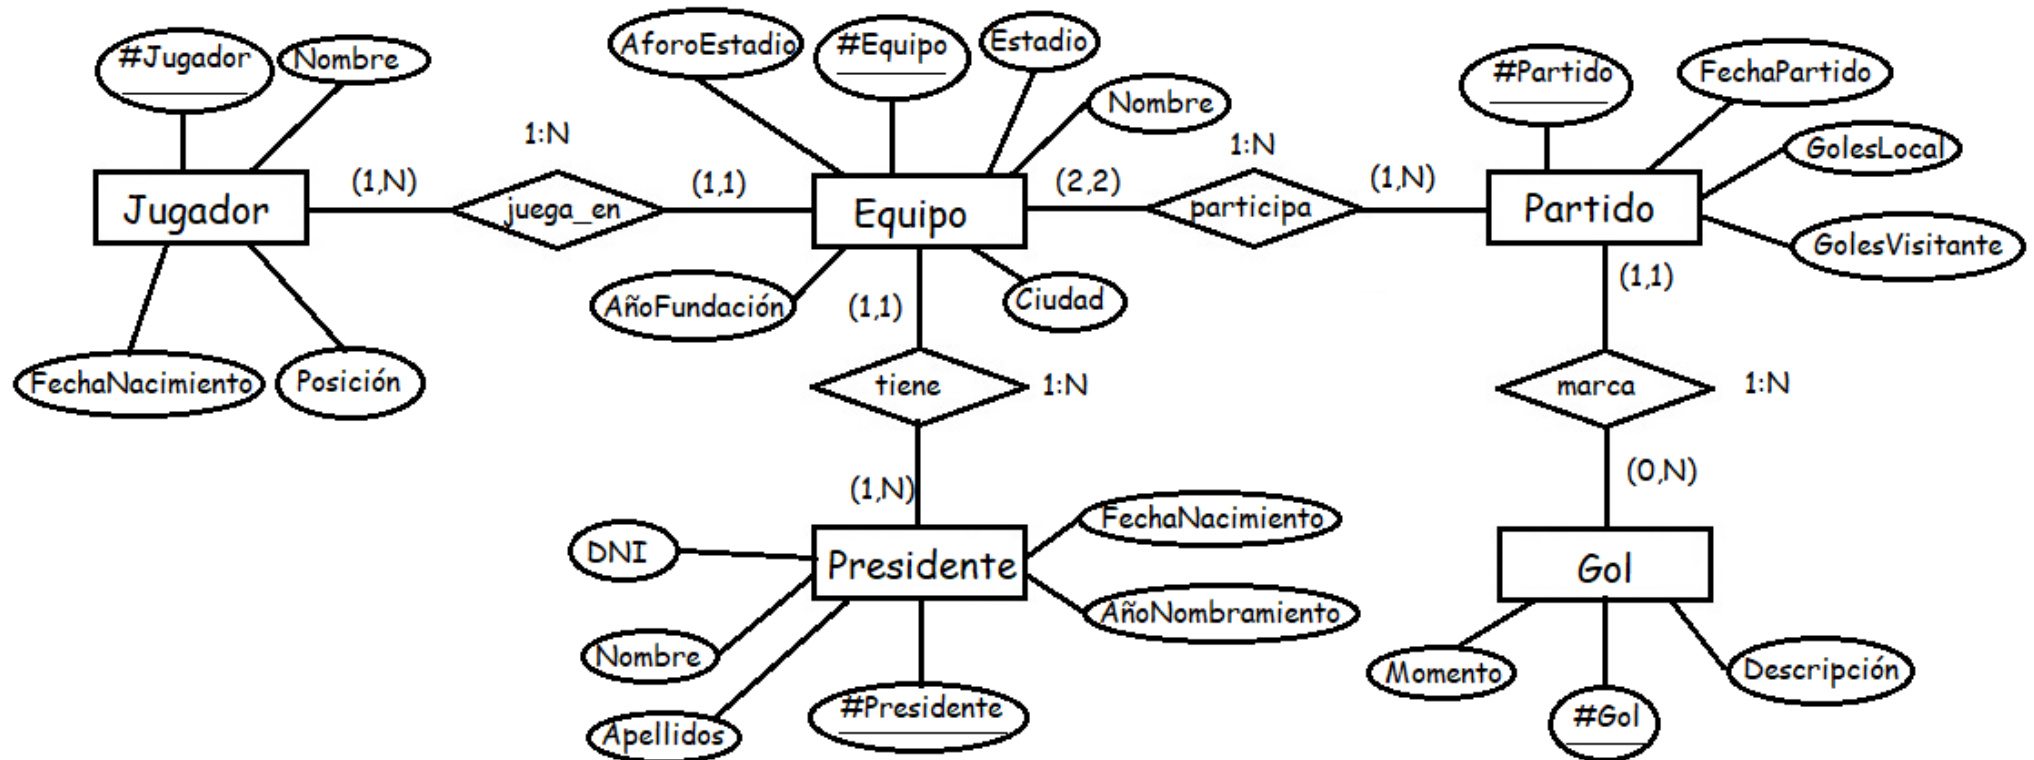 #Jugador
Nombre
AforoEstadio
#Equipo
Estadio
Nombre
#Partido
FechaPartido
GolesLocal
GolesVisitante
1:N
1:N
Jugador
(1,N)
juega_en
(1,1)
Equipo
(2,2)
participa
(1,N)
Partido
FechaNacimiento
Posición
AñoFundación
(1,1)
Ciudad
(1,1)
tiene
1:N
marca
1:N
(1,N)
(0,N)
DNI
Presidente
FechaNacimiento
AñoNombramiento
Nombre
Apellidos
#Presidente
Gol
Momento
#Gol
Descripción